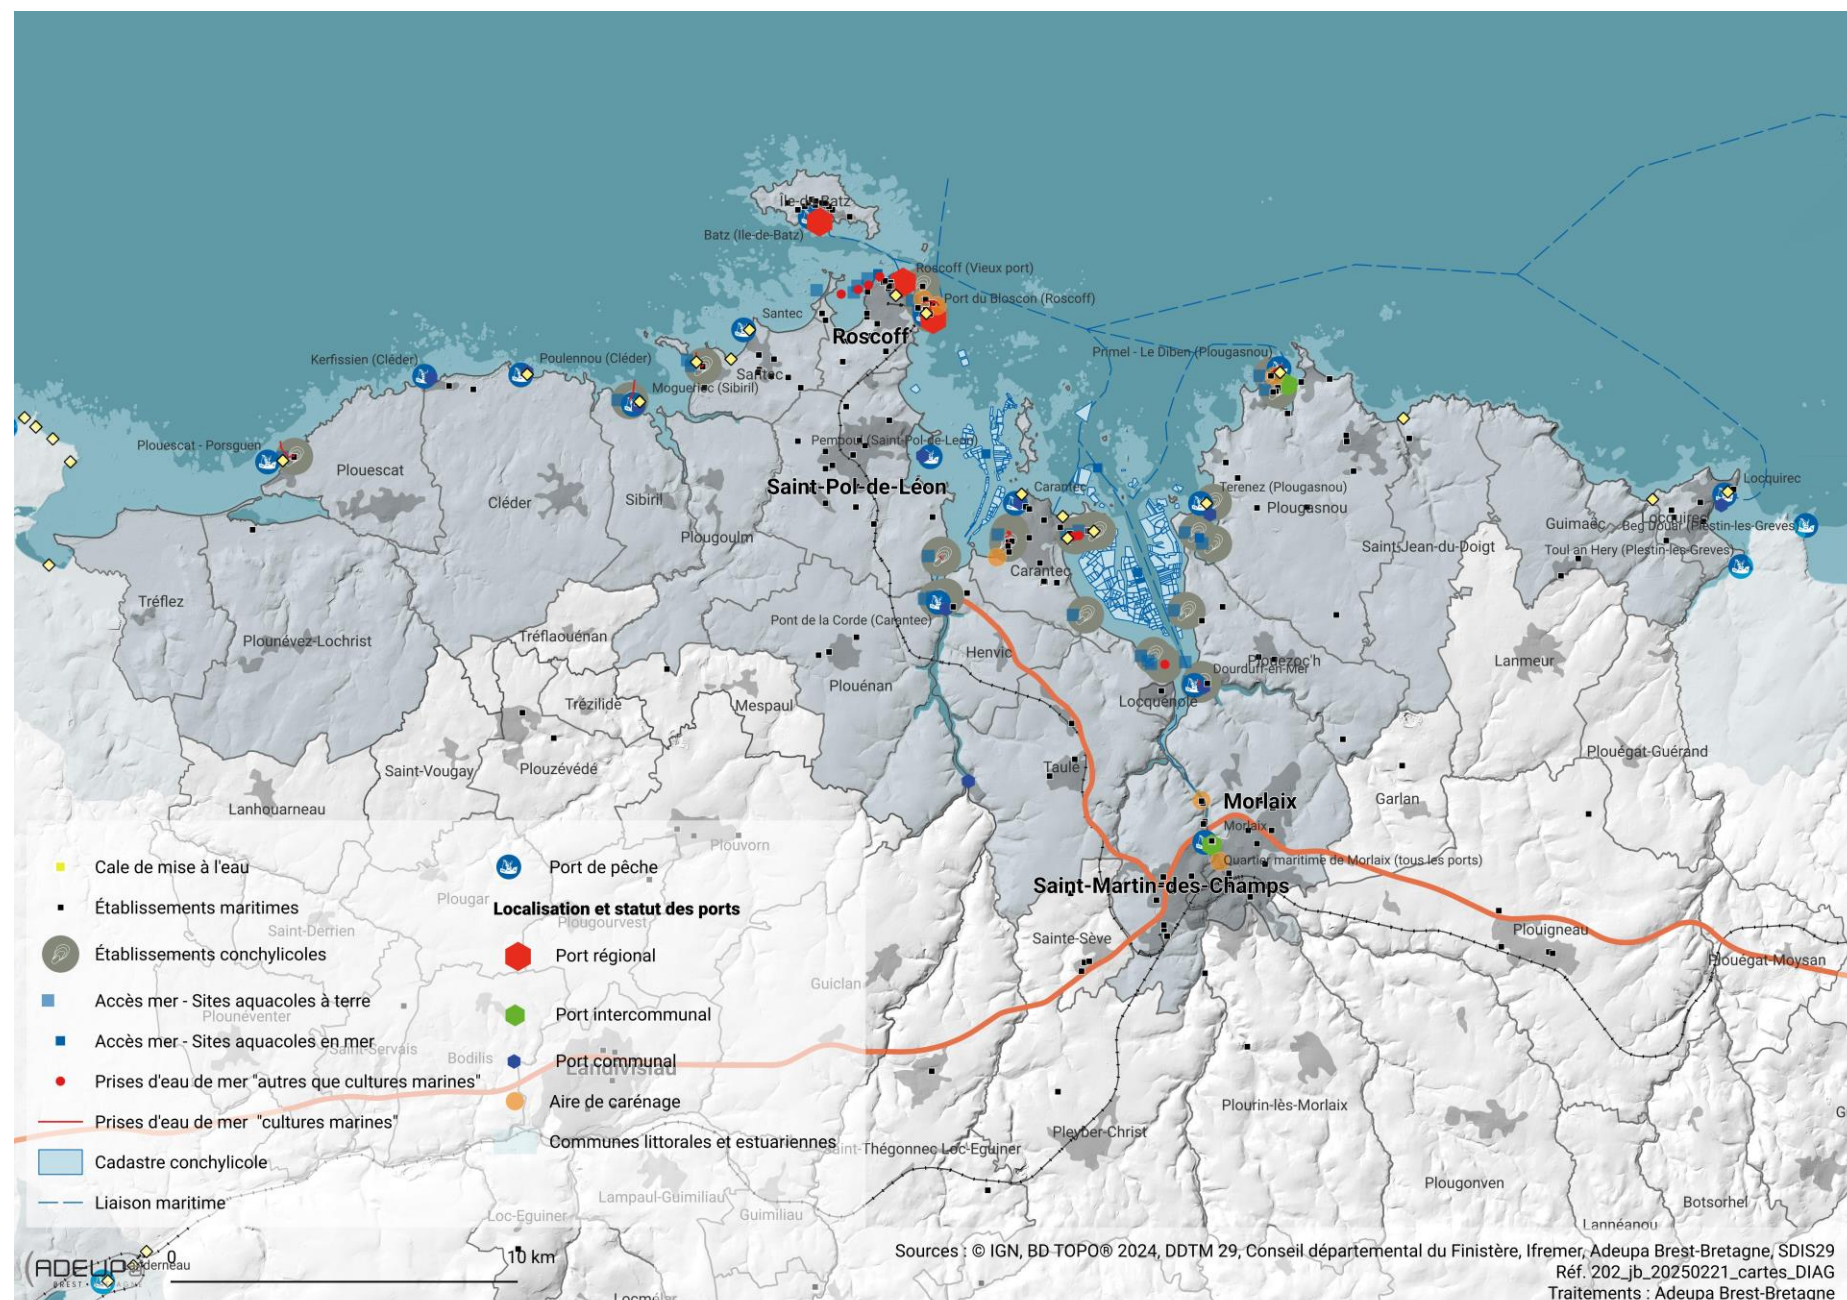 Île-de-Batz
Batz (Ile-de-Batz)
Roscoff (Vieux port)
Port du Bloscon (Roscoff)
Santec
Roscoff
Kerfissien (Cléder)
Poulennou (Cléder)
Primel - Le Diben (Plougasnou)
Santec
Moguériec (Sibiril)
Plouescat - Porsguen
Pempoul (Saint-Pol-de-Leon)
Plouescat
Cléder
Sibiril
Saint-Pol-de-Léon
Carantec
Terenez (Plougasnou)
Locquirec
Plougasnou
Plougoulm
Guimaëc
Locquirec
Beg Douar (Plestin-les-Greves)
Saint-Jean-du-Doigt
Toul an Hery (Plestin-les-Greves)
Carantec
Tréflez
Pont de la Corde (Carantec)
Plounévez-Lochrist
Tréflaouénan
Henvic
Plouezoc'h
Dourduff-en-Mer
Lanmeur
Plouénan
Trézilidé
Mespaul
Locquénolé
Plouégat-Guérand
Saint-Vougay
Plouzévédé
Taulé
Lanhouarneau
Morlaix
Garlan
Morlaix
Plouvorn
Quartier maritime de Morlaix (tous les ports)
Saint-Martin-des-Champs
Cale de mise à l'eau
Port de pêche
Plougar
Établissements maritimes
Localisation et statut des ports
Plougourvest
Saint-Derrien
Plouigneau
Sainte-Sève
Établissements conchylicoles
Port régional
Plouégat-Moysan
Guiclan
Accès mer - Sites aquacoles à terre
Plounéventer
Port intercommunal
Accès mer - Sites aquacoles en mer
Saint-Servais
Bodilis
Port communal
Landivisiau
Prises d'eau de mer "autres que cultures marines"
Aire de carénage
Plourin-lès-Morlaix
Prises d'eau de mer "cultures marines"
Pleyber-Christ
Communes littorales et estuariennes
Saint-Thégonnec Loc-Eguiner
Cadastre conchylicole
Plougonven
Lampaul-Guimiliau
Liaison maritime
Botsorhel
Loc-Eguiner
Guimiliau
Lannéanou
Sources : © IGN, BD TOPO® 2024, DDTM 29, Conseil départemental du Finistère, Ifremer, Adeupa Brest-Bretagne, SDIS29
0
10 km
ADEUPa
BREST • BRETAGNE
Réf. 202_jb_20250221_cartes_DIAG
Traitements : Adeupa Brest-Bretagne
Locmélar